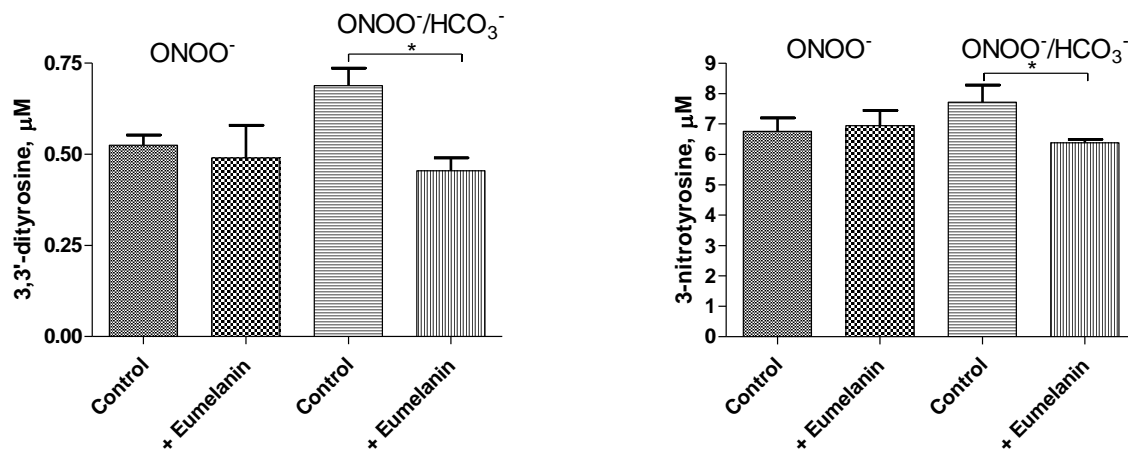 ONOO⁻
ONOO⁻/HCO₃⁻
*
0.75
0.50
0.25
0.00
3,3'-dityrosine, μM
Control
+ Eumelanin
Control
+ Eumelanin
ONOO⁻
ONOO⁻/HCO₃⁻
*
9
8
7
6
5
4
3
2
1
0
3-nitrotyrosine, μM
Control
+ Eumelanin
Control
+ Eumelanin